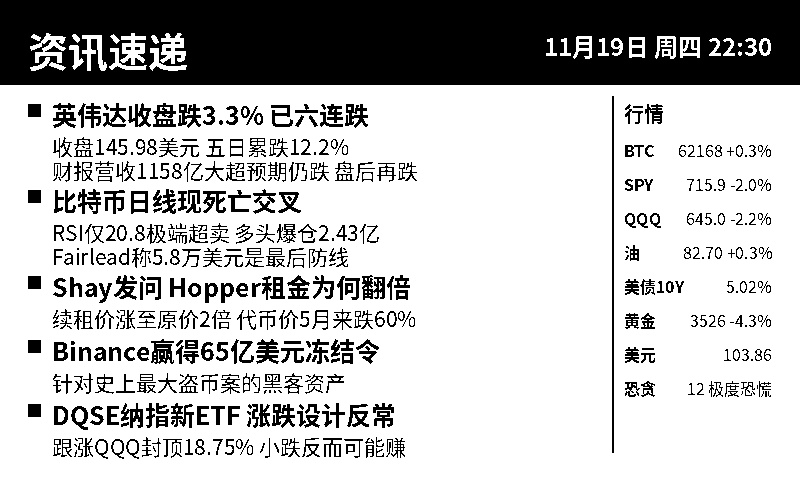 资讯速递
11月19日 周四 22:30
英伟达收盘跌3.3% 已六连跌
收盘145.98美元 五日累跌12.2%
财报营收1158亿大超预期仍跌 盘后再跌
比特币日线现死亡交叉
RSI仅20.8极端超卖 多头爆仓2.43亿
Fairlead称5.8万美元是最后防线
Shay发问 Hopper租金为何翻倍
续租价涨至原价2倍 代币价5月来跌60%
Binance赢得65亿美元冻结令
针对史上最大盗币案的黑客资产
DQSE纳指新ETF 涨跌设计反常
跟涨QQQ封顶18.75% 小跌反而可能赚
行情
BTC 62168 +0.3%
SPY 715.9 -2.0%
QQQ 645.0 -2.2%
油 82.70 +0.3%
美债10Y 5.02%
黄金 3526 -4.3%
美元 103.86
恐贪 12 极度恐慌